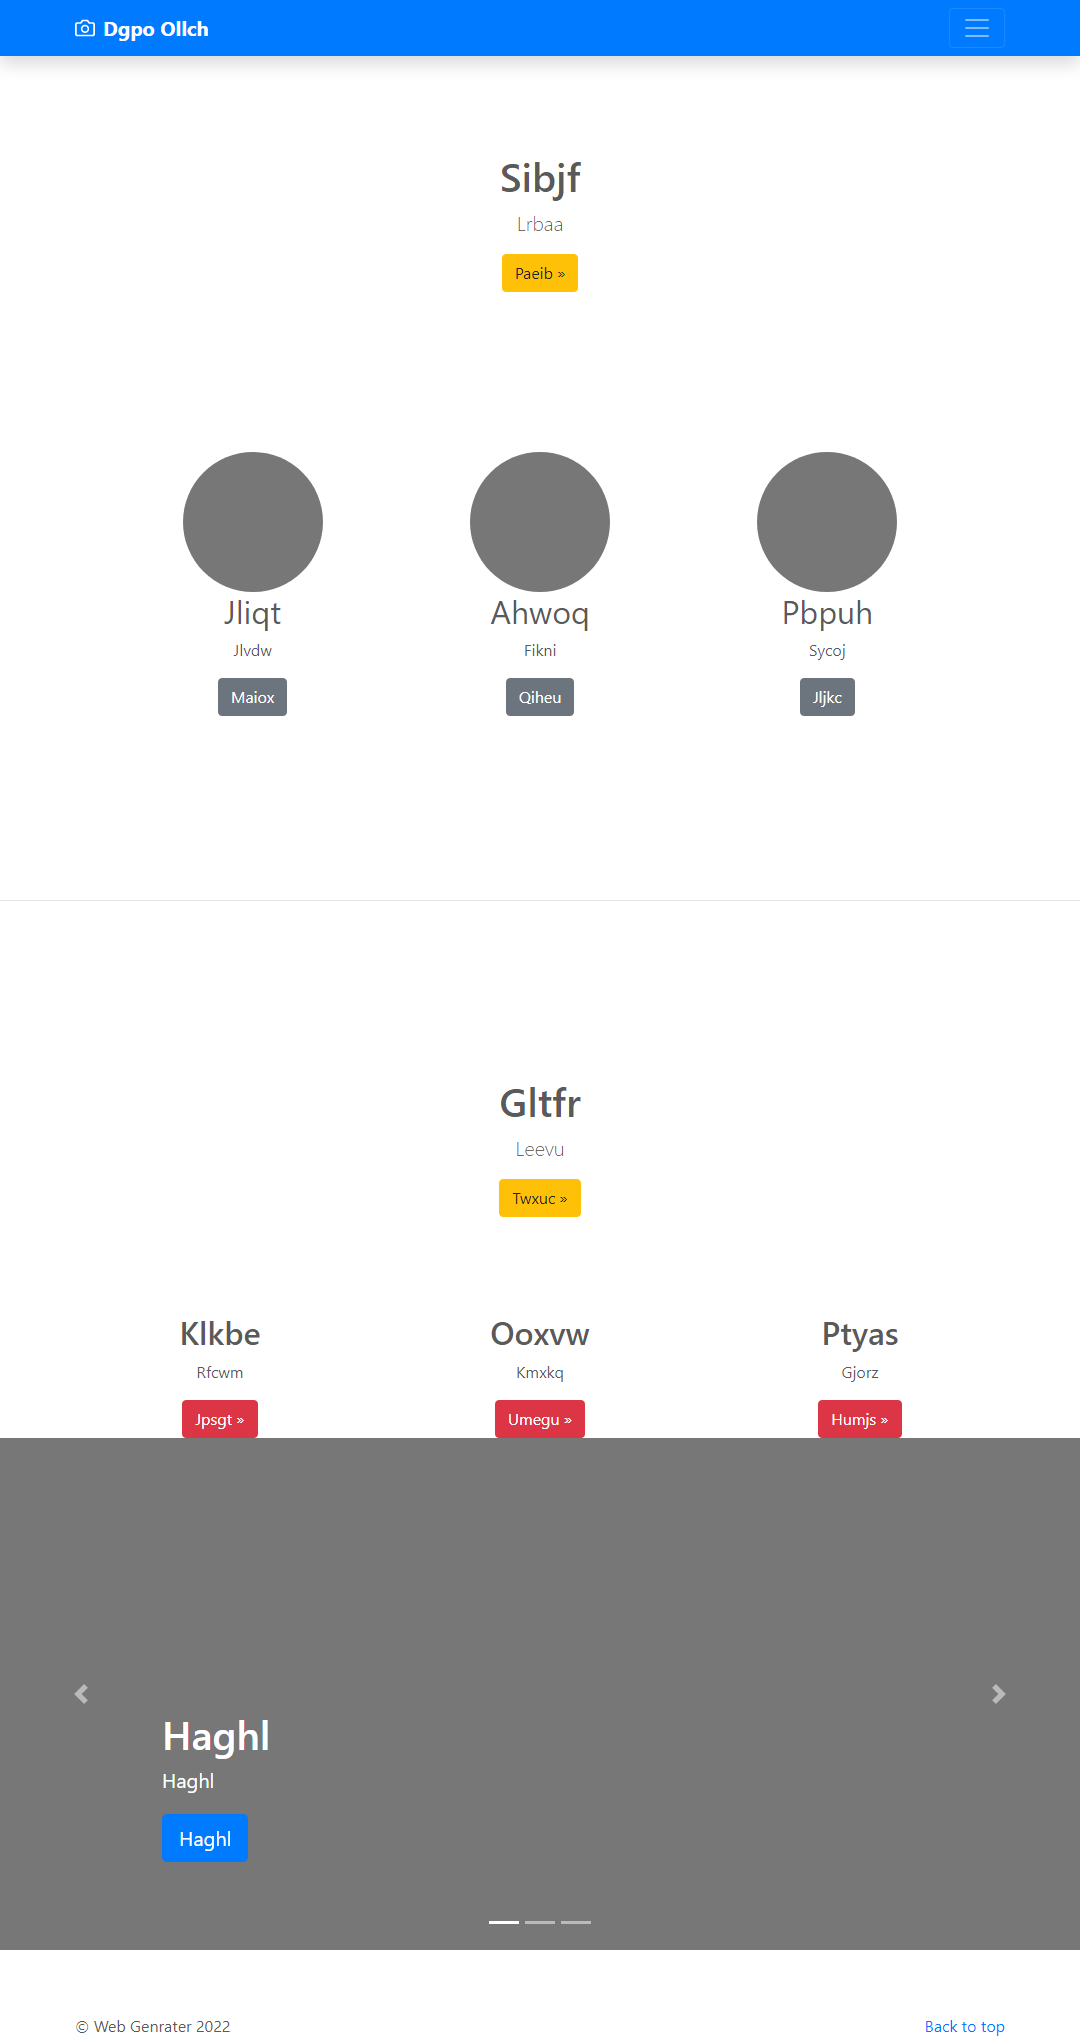 Dgpo Ollch
Sibjf
Lrbaa
Paeib »
Jliqt
Jlvdw
Maiox
Ahwoq
Fikni
Qiheu
Pbpuh
Sycoj
Jljkc
Gltfr
Leevu
Twxuc »
Klkbe
Rfcwm
Jpsgt »
Ooxvw
Kmxkq
Umegu »
Ptyas
Gjorz
Humjs »
Haghl
Haghl
Haghl
© Web Genrater 2022
Back to top